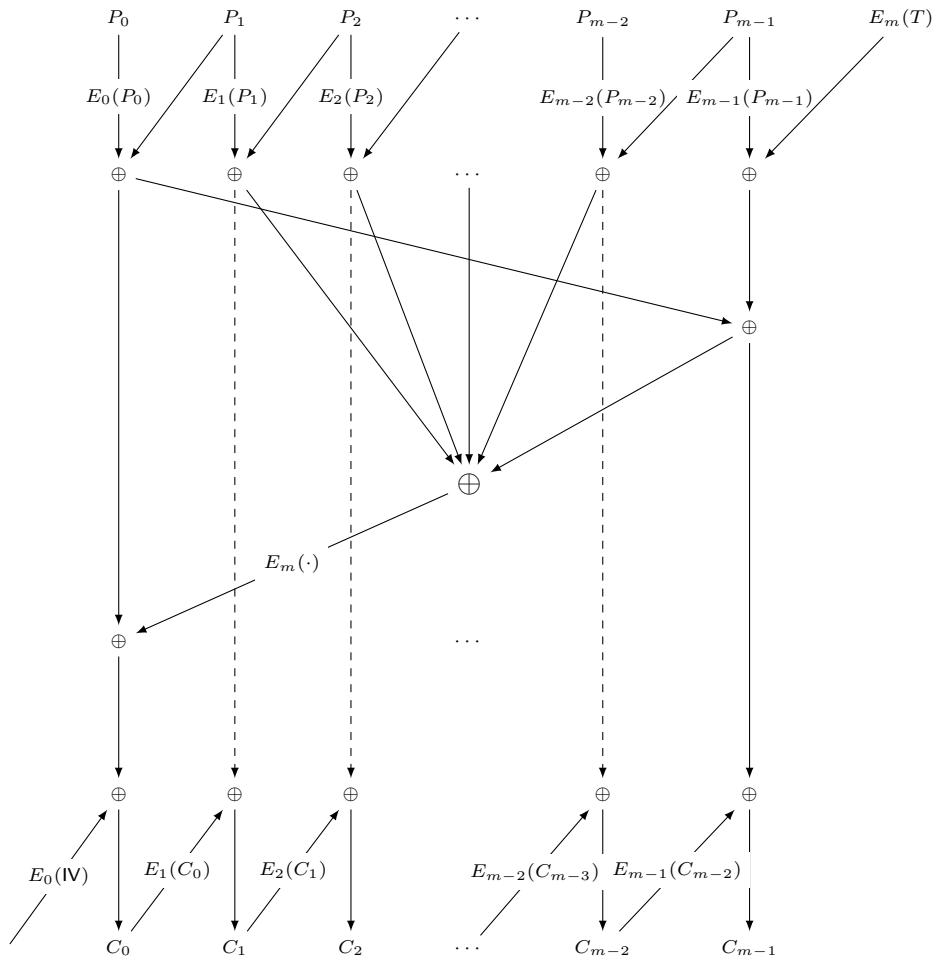 P_0 P_1 P_2 ··· P_{m−2} P_{m−1} E_m(T)
E_0(P_0) E_1(P_1) E_2(P_2) E_{m−2}(P_{m−2}) E_{m−1}(P_{m−1})
⊕ ⊕ ⊕ ··· ⊕ ⊕
⊕
⊕
E_m(·)
⊕ ···
⊕ ⊕ ⊕ ⊕ ⊕
E_0(IV) E_1(C_0) E_2(C_1) E_{m−2}(C_{m−3}) E_{m−1}(C_{m−2})
C_0 C_1 C_2 ··· C_{m−2} C_{m−1}